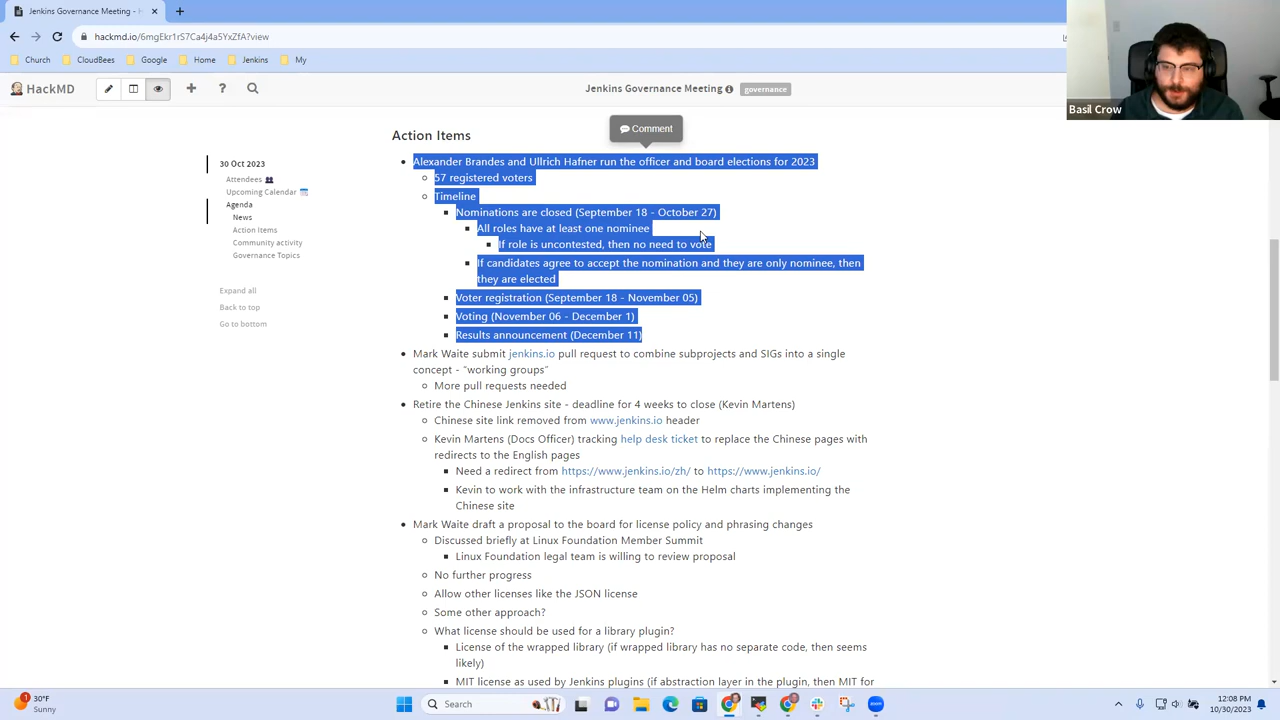 Jenkins Governance Meeting - H
hackmd.io/6mgEkr1rS7Ca4j4a5YxZfA?view
Church
CloudBees
Google
Home
Jenkins
My
HackMD
Jenkins Governance Meeting
governance
Basil Crow
Comment
30 Oct 2023
Attendees
Upcoming Calendar
Agenda
News
Action Items
Community activity
Governance Topics
Expand all
Back to top
Go to bottom
Action Items
Alexander Brandes and Ullrich Hafner run the officer and board elections for 2023
57 registered voters
Timeline
Nominations are closed (September 18 - October 27)
All roles have at least one nominee
If role is uncontested, then no need to vote
If candidates agree to accept the nomination and they are only nominee, then
they are elected
Voter registration (September 18 - November 05)
Voting (November 06 - December 1)
Results announcement (December 11)
Mark Waite submit jenkins.io pull request to combine subprojects and SIGs into a single
concept - “working groups”
More pull requests needed
Retire the Chinese Jenkins site - deadline for 4 weeks to close (Kevin Martens)
Chinese site link removed from www.jenkins.io header
Kevin Martens (Docs Officer) tracking help desk ticket to replace the Chinese pages with
redirects to the English pages
Need a redirect from https://www.jenkins.io/zh/ to https://www.jenkins.io/
Kevin to work with the infrastructure team on the Helm charts implementing the
Chinese site
Mark Waite draft a proposal to the board for license policy and phrasing changes
Discussed briefly at Linux Foundation Member Summit
Linux Foundation legal team is willing to review proposal
No further progress
Allow other licenses like the JSON license
Some other approach?
What license should be used for a library plugin?
License of the wrapped library (if wrapped library has no separate code, then seems
likely)
MIT license as used by Jenkins plugins (if abstraction layer in the plugin, then MIT for
30°F
Sunny
Search
12:08 PM
10/30/2023